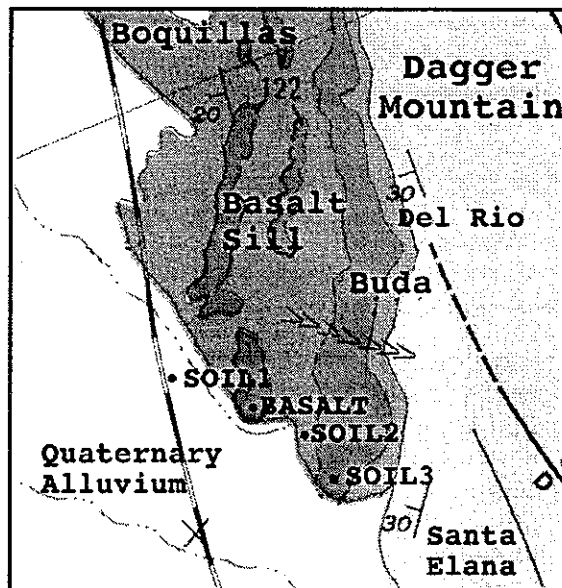 Boquillas
Dagger
Mountain
122
20
30
Basalt
Sill
Del Rio
Buda
SOIL1
BASALT
SOIL2
Quaternary
Alluvium
SOIL3
D
30
Santa
Elana